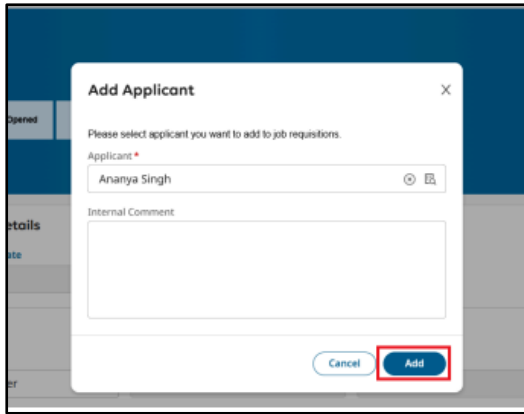 Add Applicant
Opened
Please select applicant you want to add to job requisitions.
Applicant *
Ananya Singh
Internal Comment
etails
ate
Cancel
Add
er